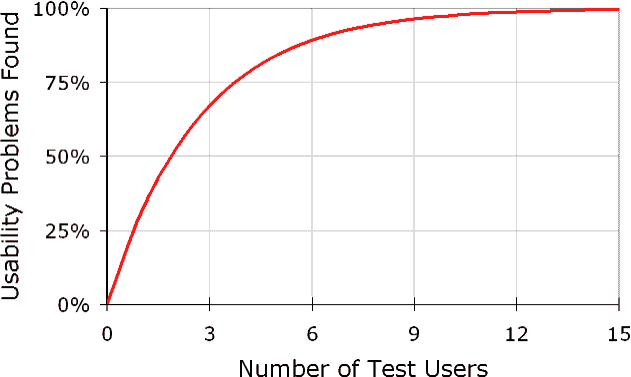 Usability Problems Found
100%
75%
50%
25%
0%
0 3 6 9 12 15
Number of Test Users